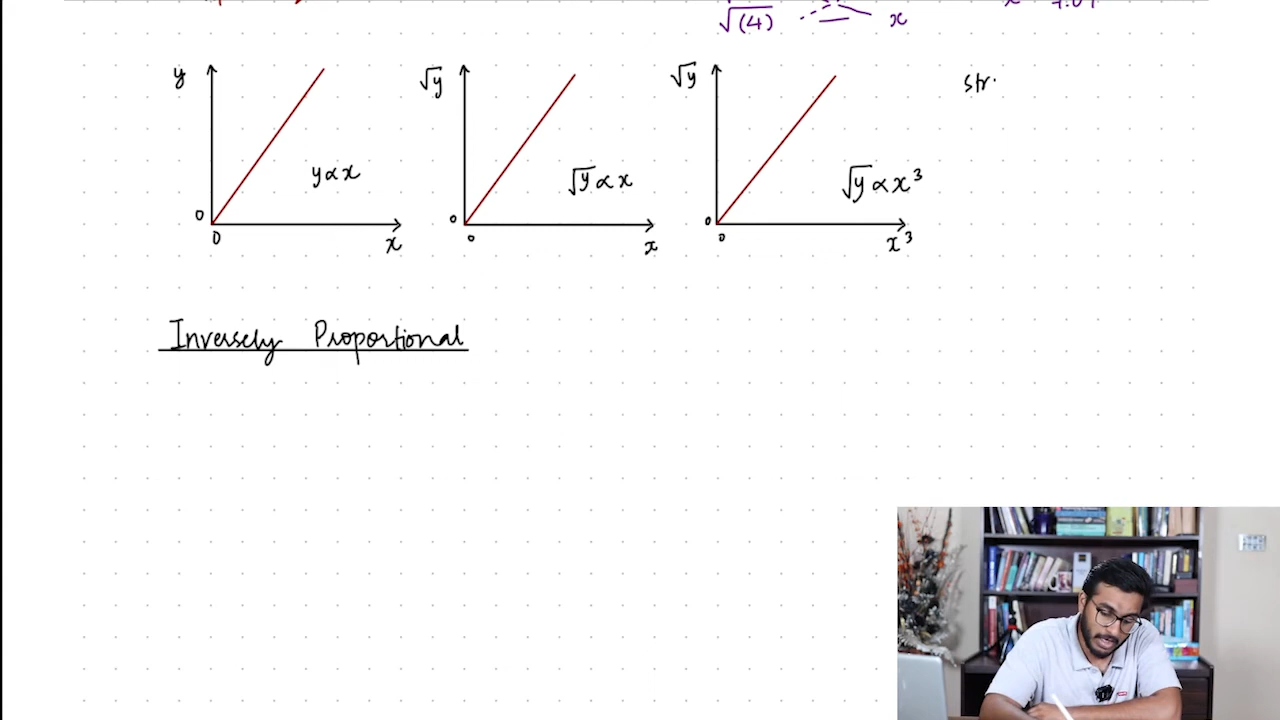 √(4) x
y √y √y str.
y ∝ x √y ∝ x √y ∝ x³
0 0 0
0 x 0 x 0 x³
Inversely Proportional